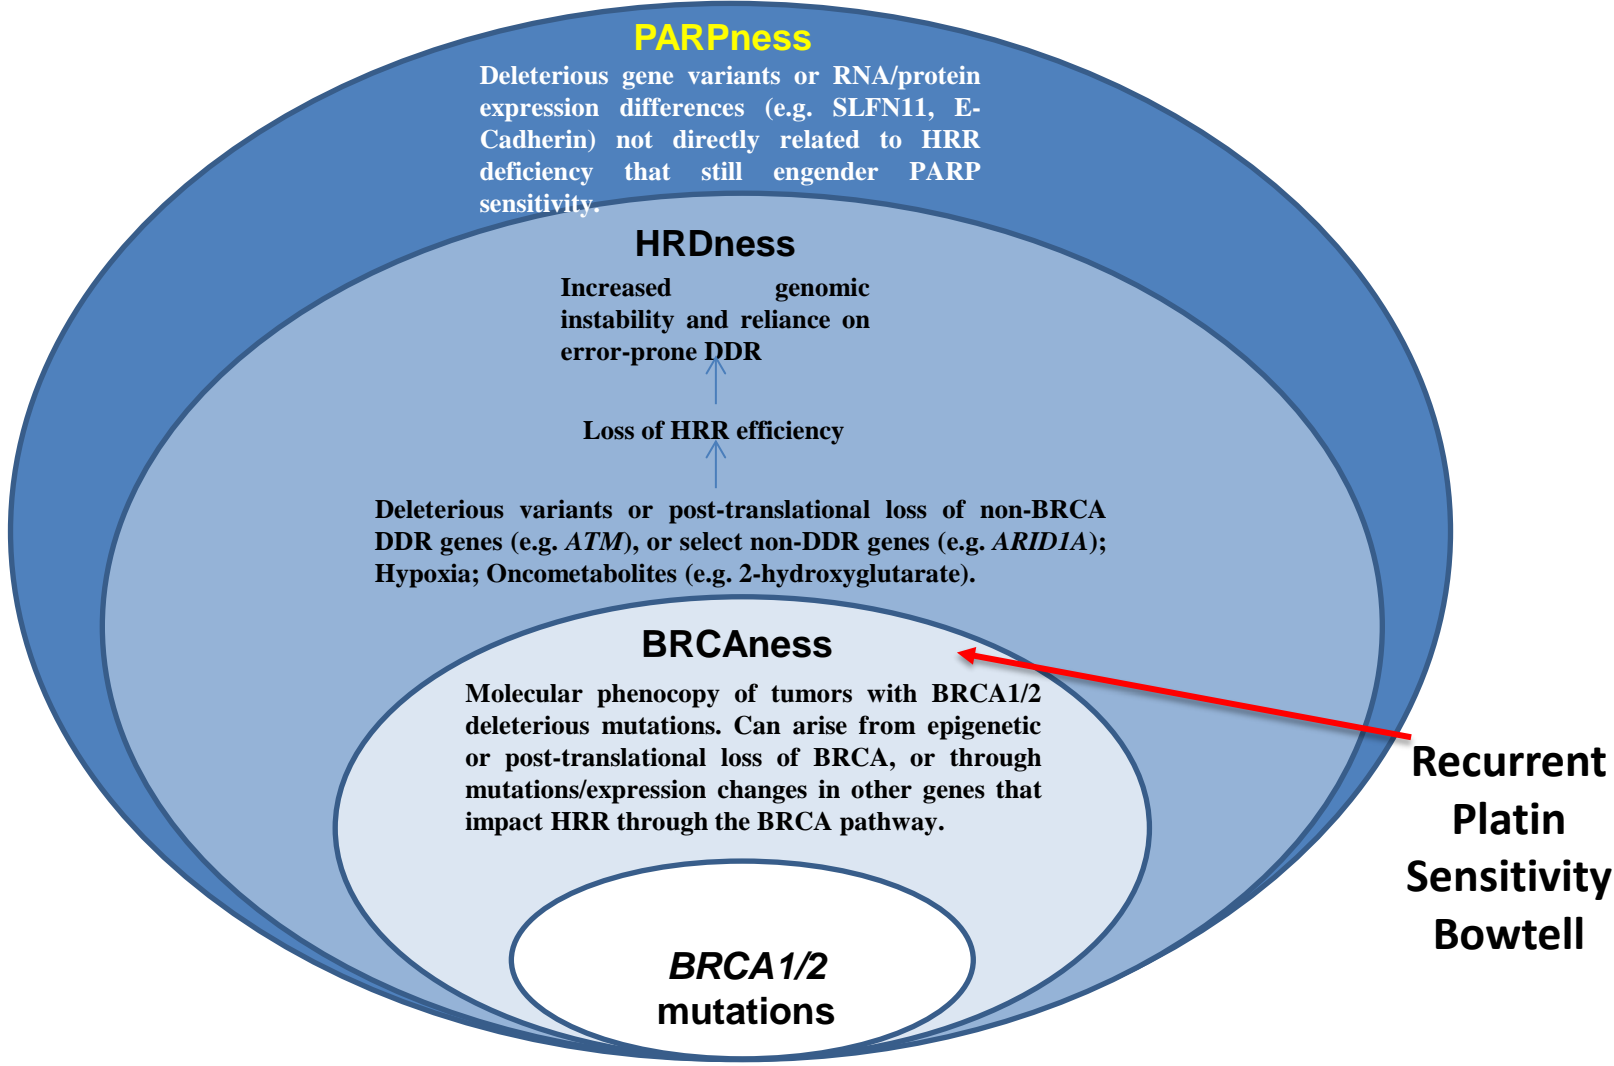 PARPness
Deleterious gene variants or RNA/protein
expression differences (e.g. SLFN11, E-
Cadherin) not directly related to HRR
deficiency that still engender PARP
sensitivity.
HRDness
Increased genomic
instability and reliance on
error-prone DDR
Loss of HRR efficiency
Deleterious variants or post-translational loss of non-BRCA
DDR genes (e.g. ATM), or select non-DDR genes (e.g. ARID1A);
Hypoxia; Oncometabolites (e.g. 2-hydroxyglutarate).
BRCAness
Molecular phenocopy of tumors with BRCA1/2
deleterious mutations. Can arise from epigenetic
or post-translational loss of BRCA, or through
mutations/expression changes in other genes that
impact HRR through the BRCA pathway.
BRCA1/2
mutations
Recurrent
Platin
Sensitivity
Bowtell